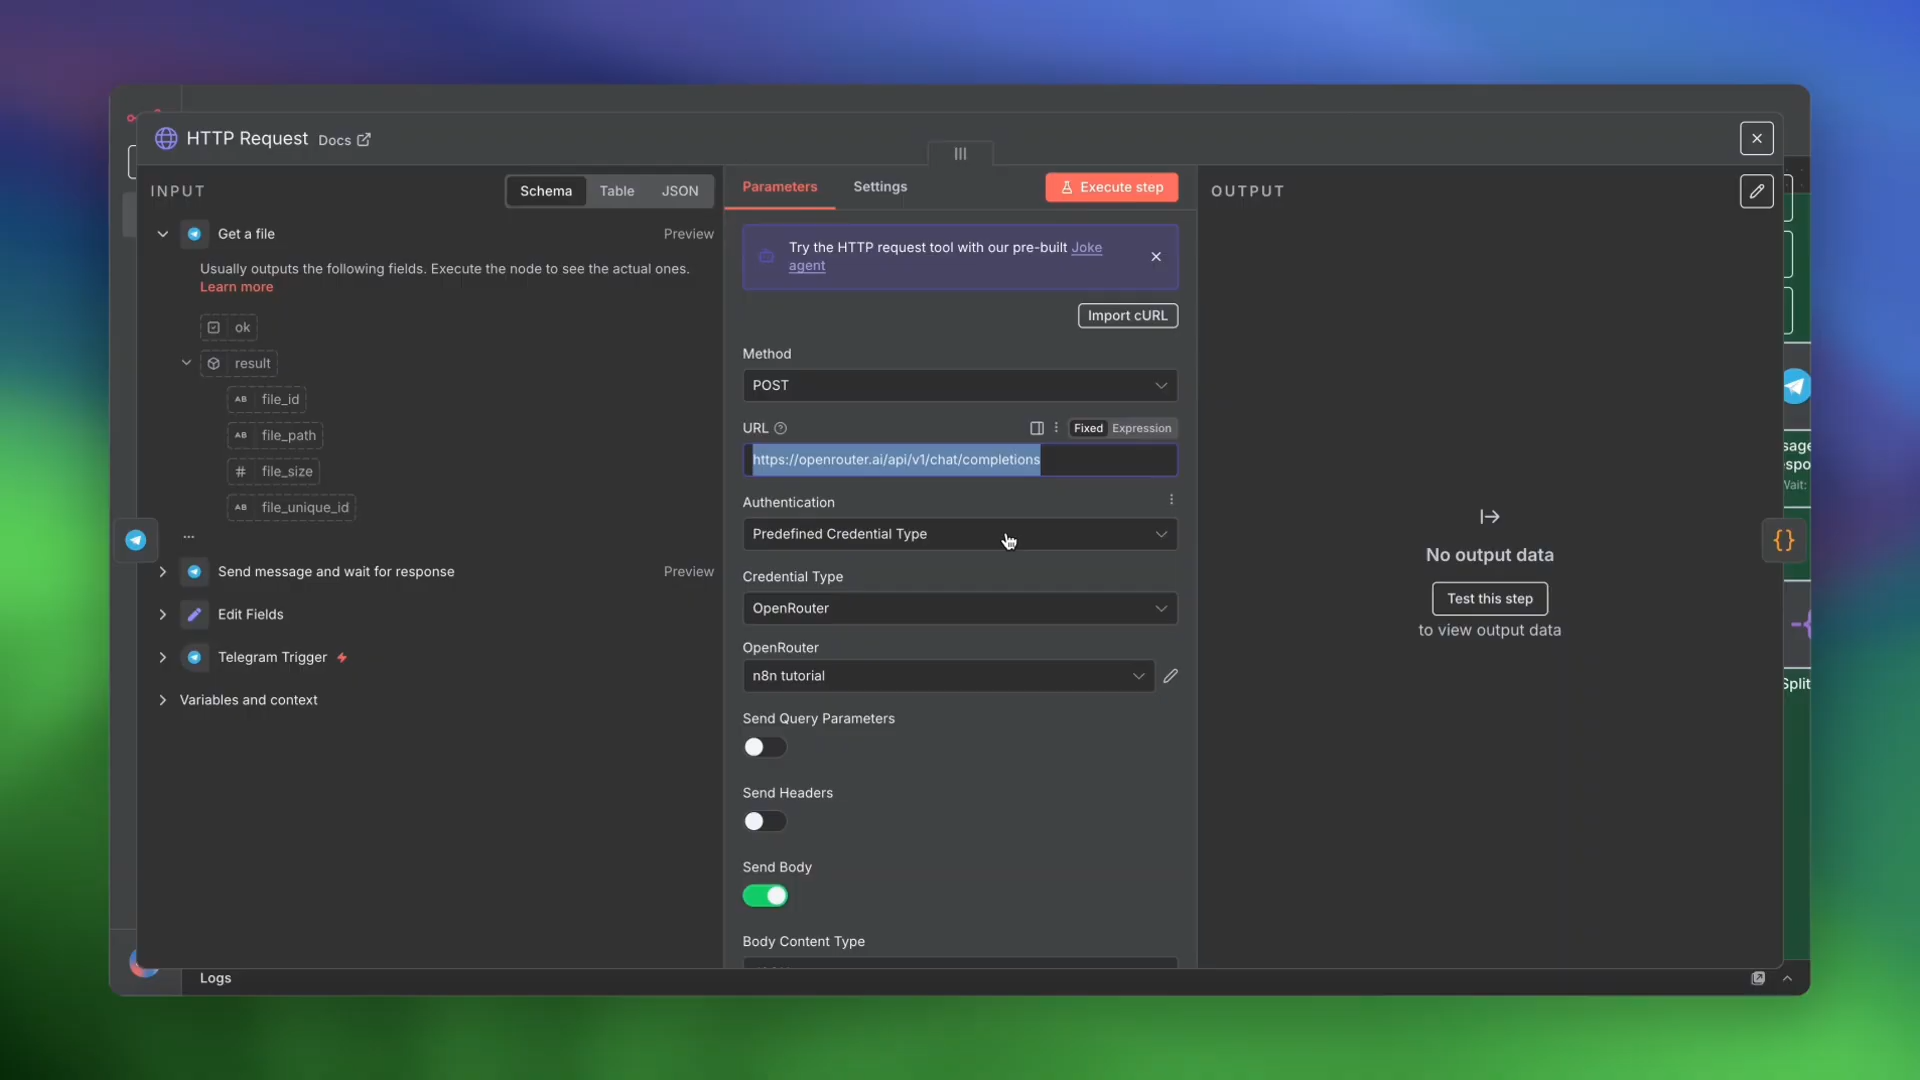 HTTP Request Docs
INPUT
Schema Table JSON
Get a file
Preview
Usually outputs the following fields. Execute the node to see the actual ones.
Learn more
ok
result
AB file_id
AB file_path
# file_size
AB file_unique_id
...
Send message and wait for response
Preview
Edit Fields
Telegram Trigger
Variables and context
Parameters Settings
Execute step
Try the HTTP request tool with our pre-built Joke
agent
Import cURL
Method
POST
URL
Fixed Expression
https://openrouter.ai/api/v1/chat/completions
Authentication
Predefined Credential Type
Credential Type
OpenRouter
OpenRouter
n8n tutorial
Send Query Parameters
Send Headers
Send Body
Body Content Type
OUTPUT
No output data
Test this step
to view output data
Wait:
Split
Logs